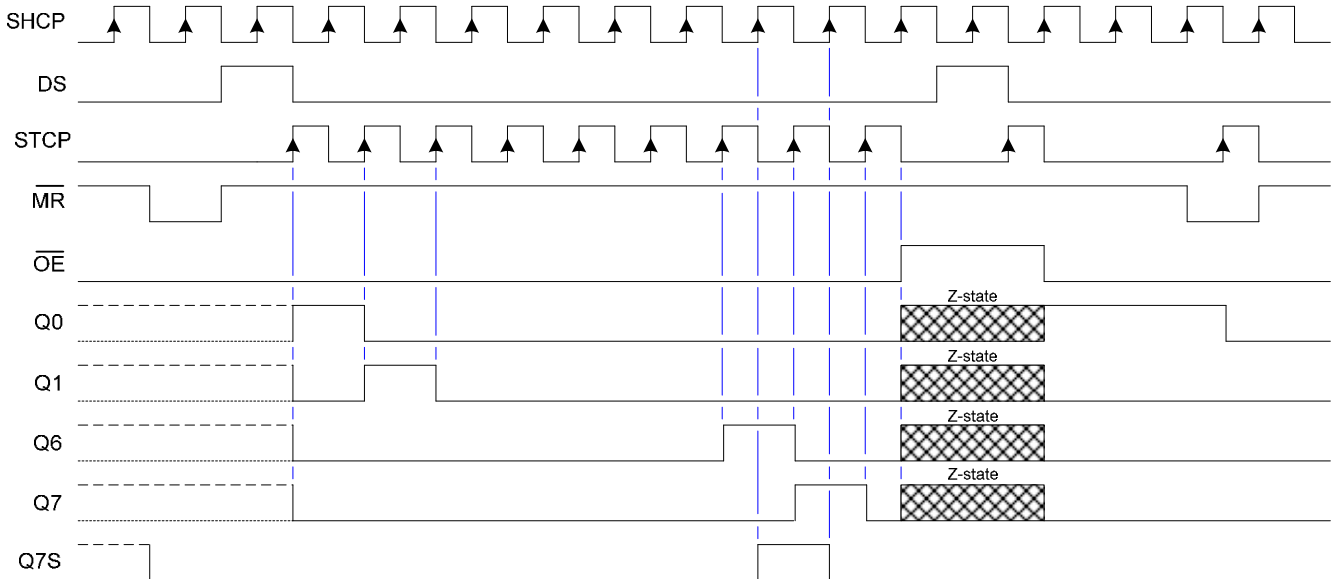 SHCP
DS
STCP
MR
OE
Z-state
Q0
Z-state
Q1
Z-state
Q6
Z-state
Q7
Q7S